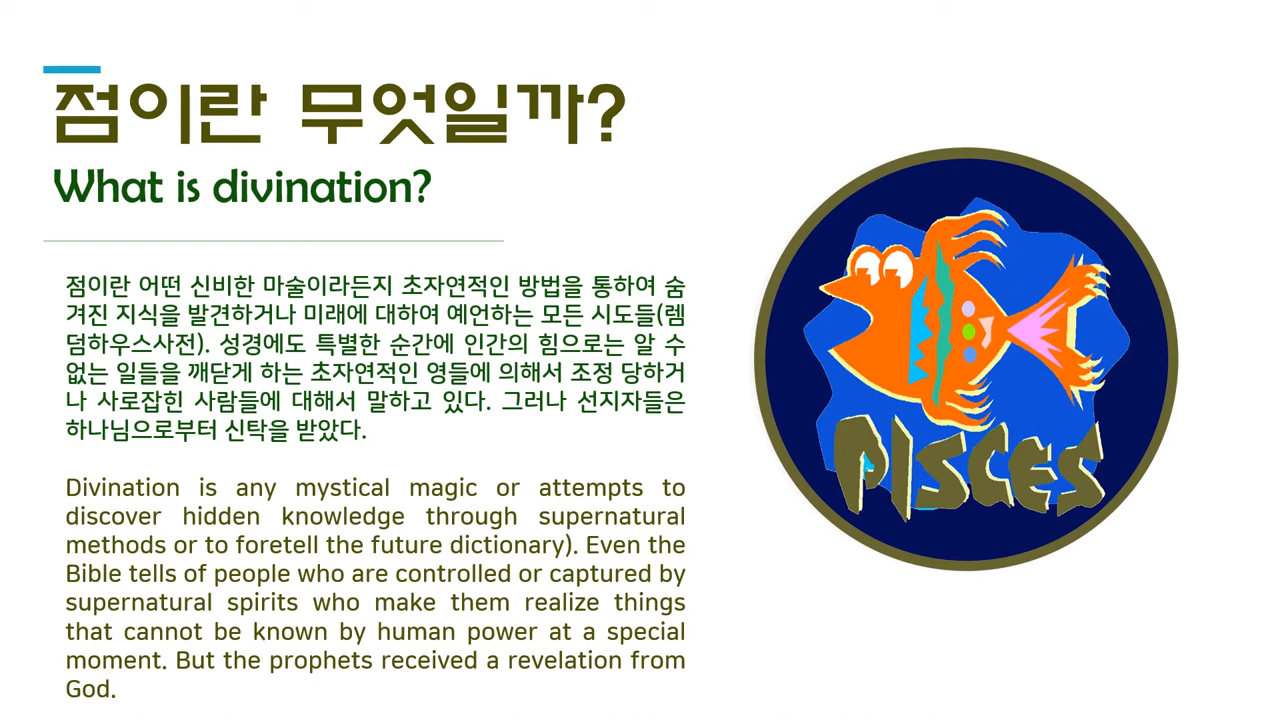 점이란 무엇일까?
What is divination?
점이란 어떤 신비한 마술이라든지 초자연적인 방법을 통하여 숨
겨진 지식을 발견하거나 미래에 대하여 예언하는 모든 시도들(렘
덤하우스사전). 성경에도 특별한 순간에 인간의 힘으로는 알 수
없는 일들을 깨닫게 하는 초자연적인 영들에 의해서 조정 당하거
나 사로잡힌 사람들에 대해서 말하고 있다. 그러나 선지자들은
하나님으로부터 신탁을 받았다.
Divination is any mystical magic or attempts to
discover hidden knowledge through supernatural
methods or to foretell the future dictionary). Even the
Bible tells of people who are controlled or captured by
supernatural spirits who make them realize things
that cannot be known by human power at a special
moment. But the prophets received a revelation from
God.
PISCES